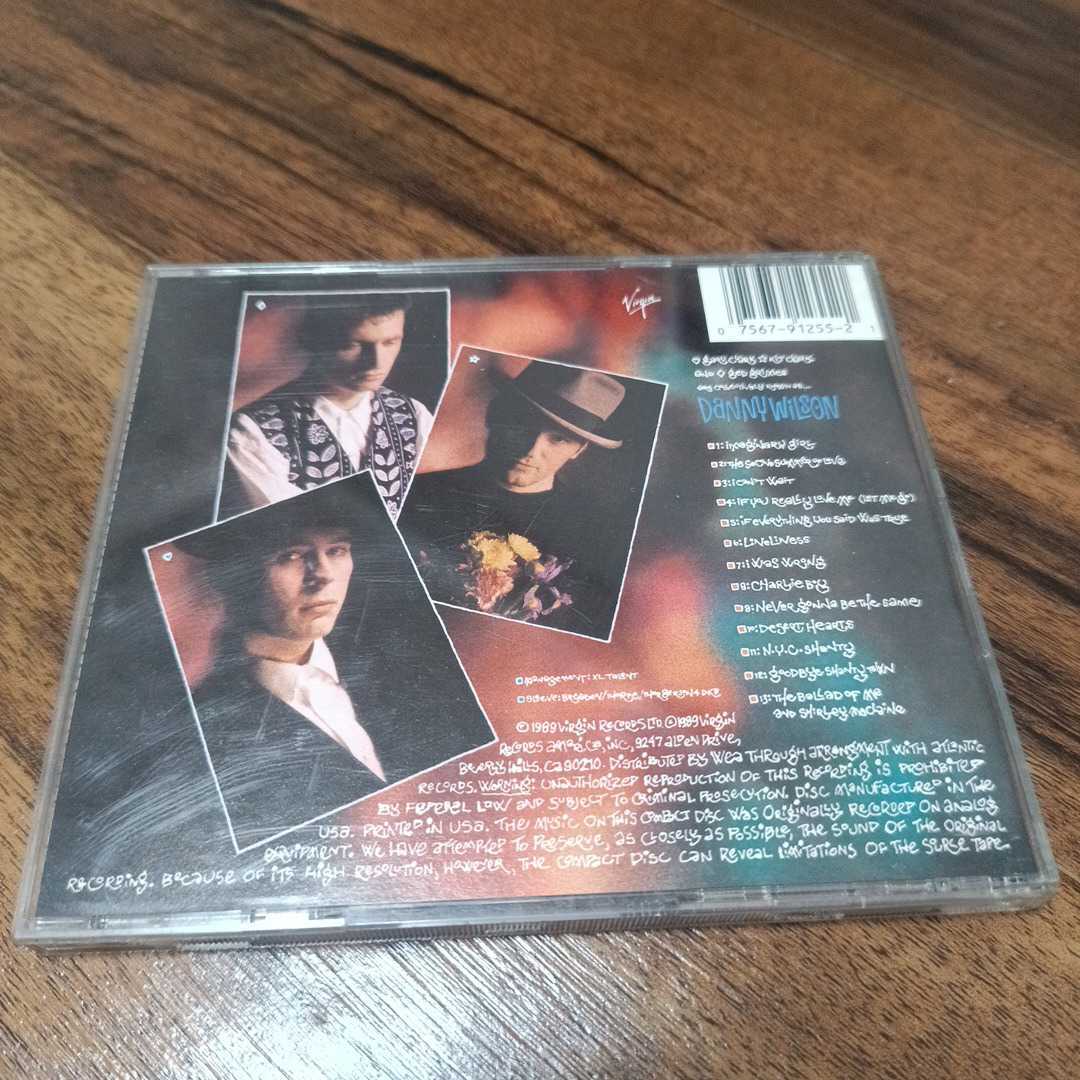 Virgin
0 7567-91255-2 1
Gary Clark ☆ Kit Clark
and ♢ Ged Grimes
are collectively known as...
DANNY WILSON
1: Imaginary Girl
2: The Second Summer of Love
3: I Can't Wait
4: If You Really Love Me (Let Me Go)
5: If Everything You Said Was True
6: Loneliness
7: I Was Wrong
8: Charlie Boy
9: Never Gonna Be The Same
10: Desert Hearts
11: N.Y.C. Shanty
12: Goodbye Shanty Town
13: The Ballad of Me
and Shirley MacLaine
Management: XL Talent
Sleeve:
℗ 1989 Virgin Records Ltd © 1989 Virgin
Records America, Inc, 9247 Alden Drive,
Beverly Hills, CA 90210. Distributed by WEA through arrangment with Atlantic
Records. Warning: Unauthorized reproduction of this recording is prohibited
by Federal Law and subject to criminal prosecution. Disc manufactured in the
USA. Printed in USA. The music on this compact disc was originally recorded on analog
equipment. We have attempted to preserve, as closely as possible, the sound of the original
recording. Because of its high resolution, however, the compact disc can reveal limitations of the source tape.